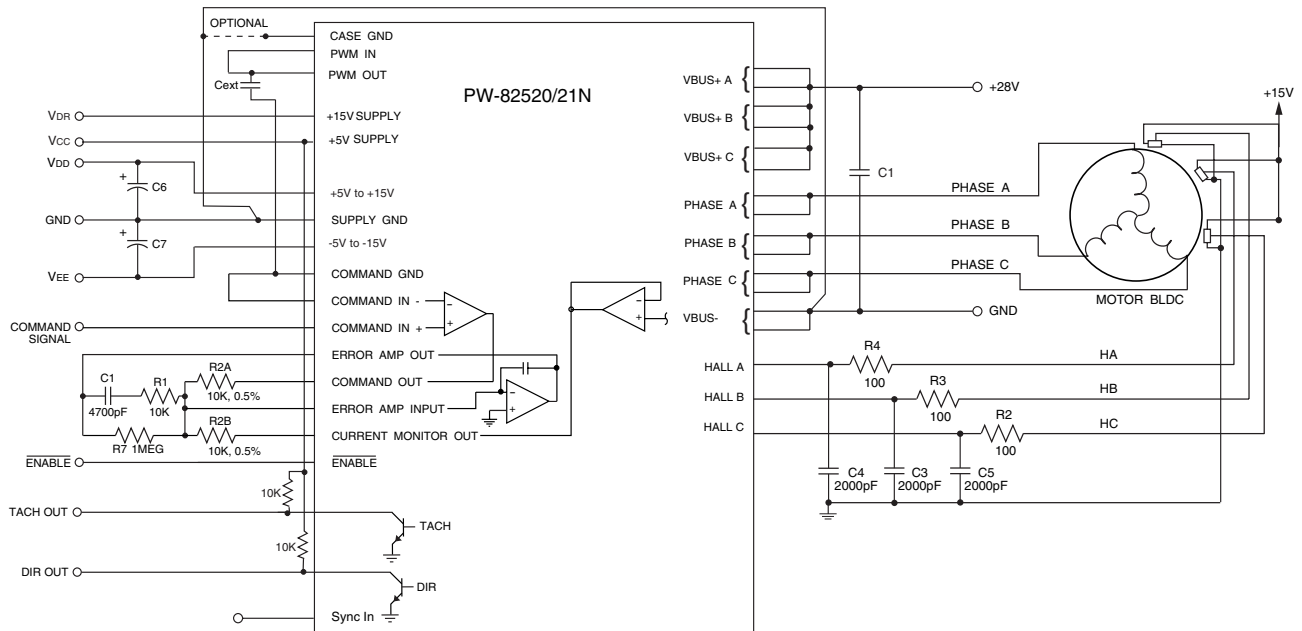 OPTIONAL
CASE GND
PWM IN
PWM OUT
Cext
PW-82520/21N
VDR
+15V SUPPLY
VCC
+5V SUPPLY
VDD
+
C6
+5V to +15V
GND
SUPPLY GND
+
C7
-5V to -15V
VEE
COMMAND GND
COMMAND IN -
COMMAND IN +
COMMAND
SIGNAL
ERROR AMP OUT
COMMAND OUT
ERROR AMP INPUT
CURRENT MONITOR OUT
C1
4700pF
R1
10K
R2A
10K, 0.5%
R7 1MEG
R2B
10K, 0.5%
ENABLE
ENABLE
10K
TACH OUT
TACH
10K
DIR OUT
DIR
Sync In
−
+
−
+
−
+
VBUS+ A {
VBUS+ B {
VBUS+ C {
PHASE A {
PHASE B {
PHASE C {
VBUS- {
+28V
C1
GND
PHASE A
PHASE B
PHASE C
+15V
MOTOR BLDC
HALL A
HALL B
HALL C
R4
100
R3
100
R2
100
HA
HB
HC
C4
2000pF
C3
2000pF
C5
2000pF